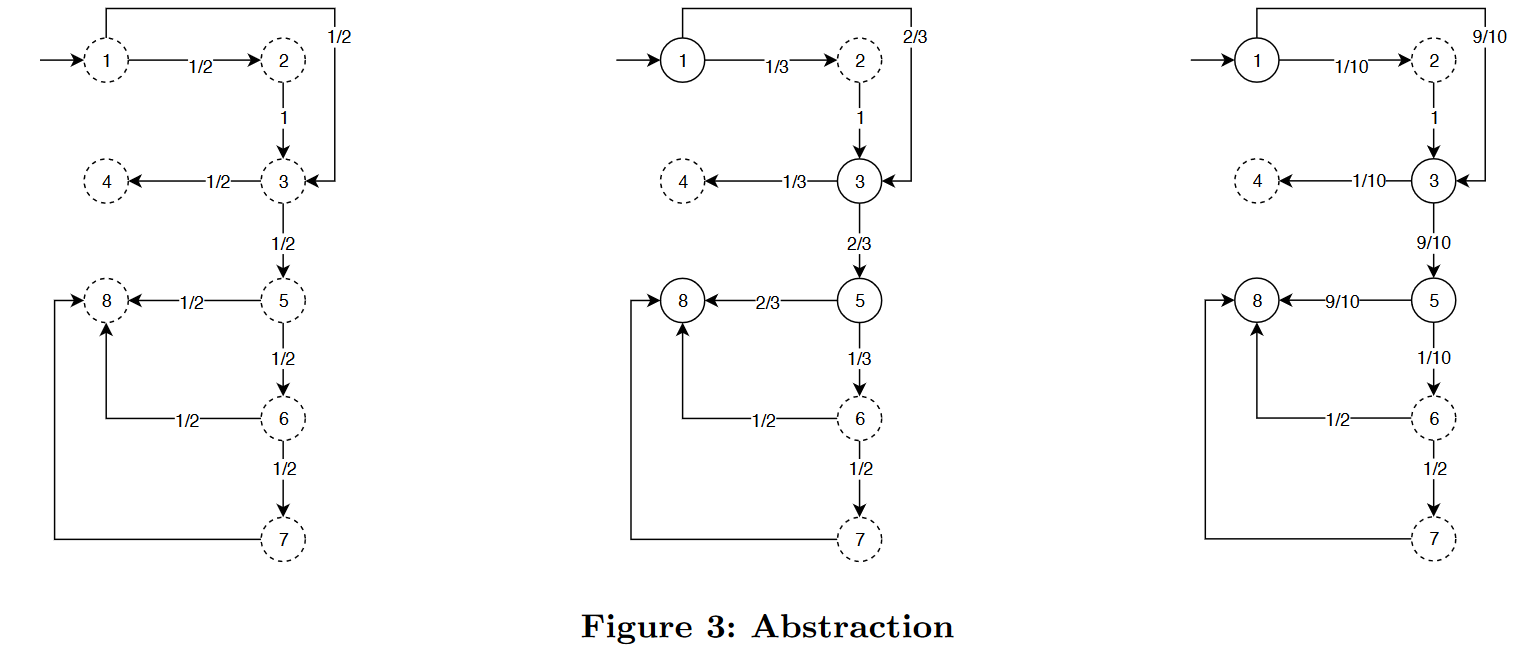 1/2 2/3 9/10
1 1/2 2 1 1/3 2 1 1/10 2
1 1 1
4 1/2 3 4 1/3 3 4 1/10 3
1/2 2/3 9/10
8 1/2 5 8 2/3 5 8 9/10 5
1/2 1/3 1/10
1/2 6 1/2 6 1/2 6
1/2 1/2 1/2
7 7 7
Figure 3: Abstraction